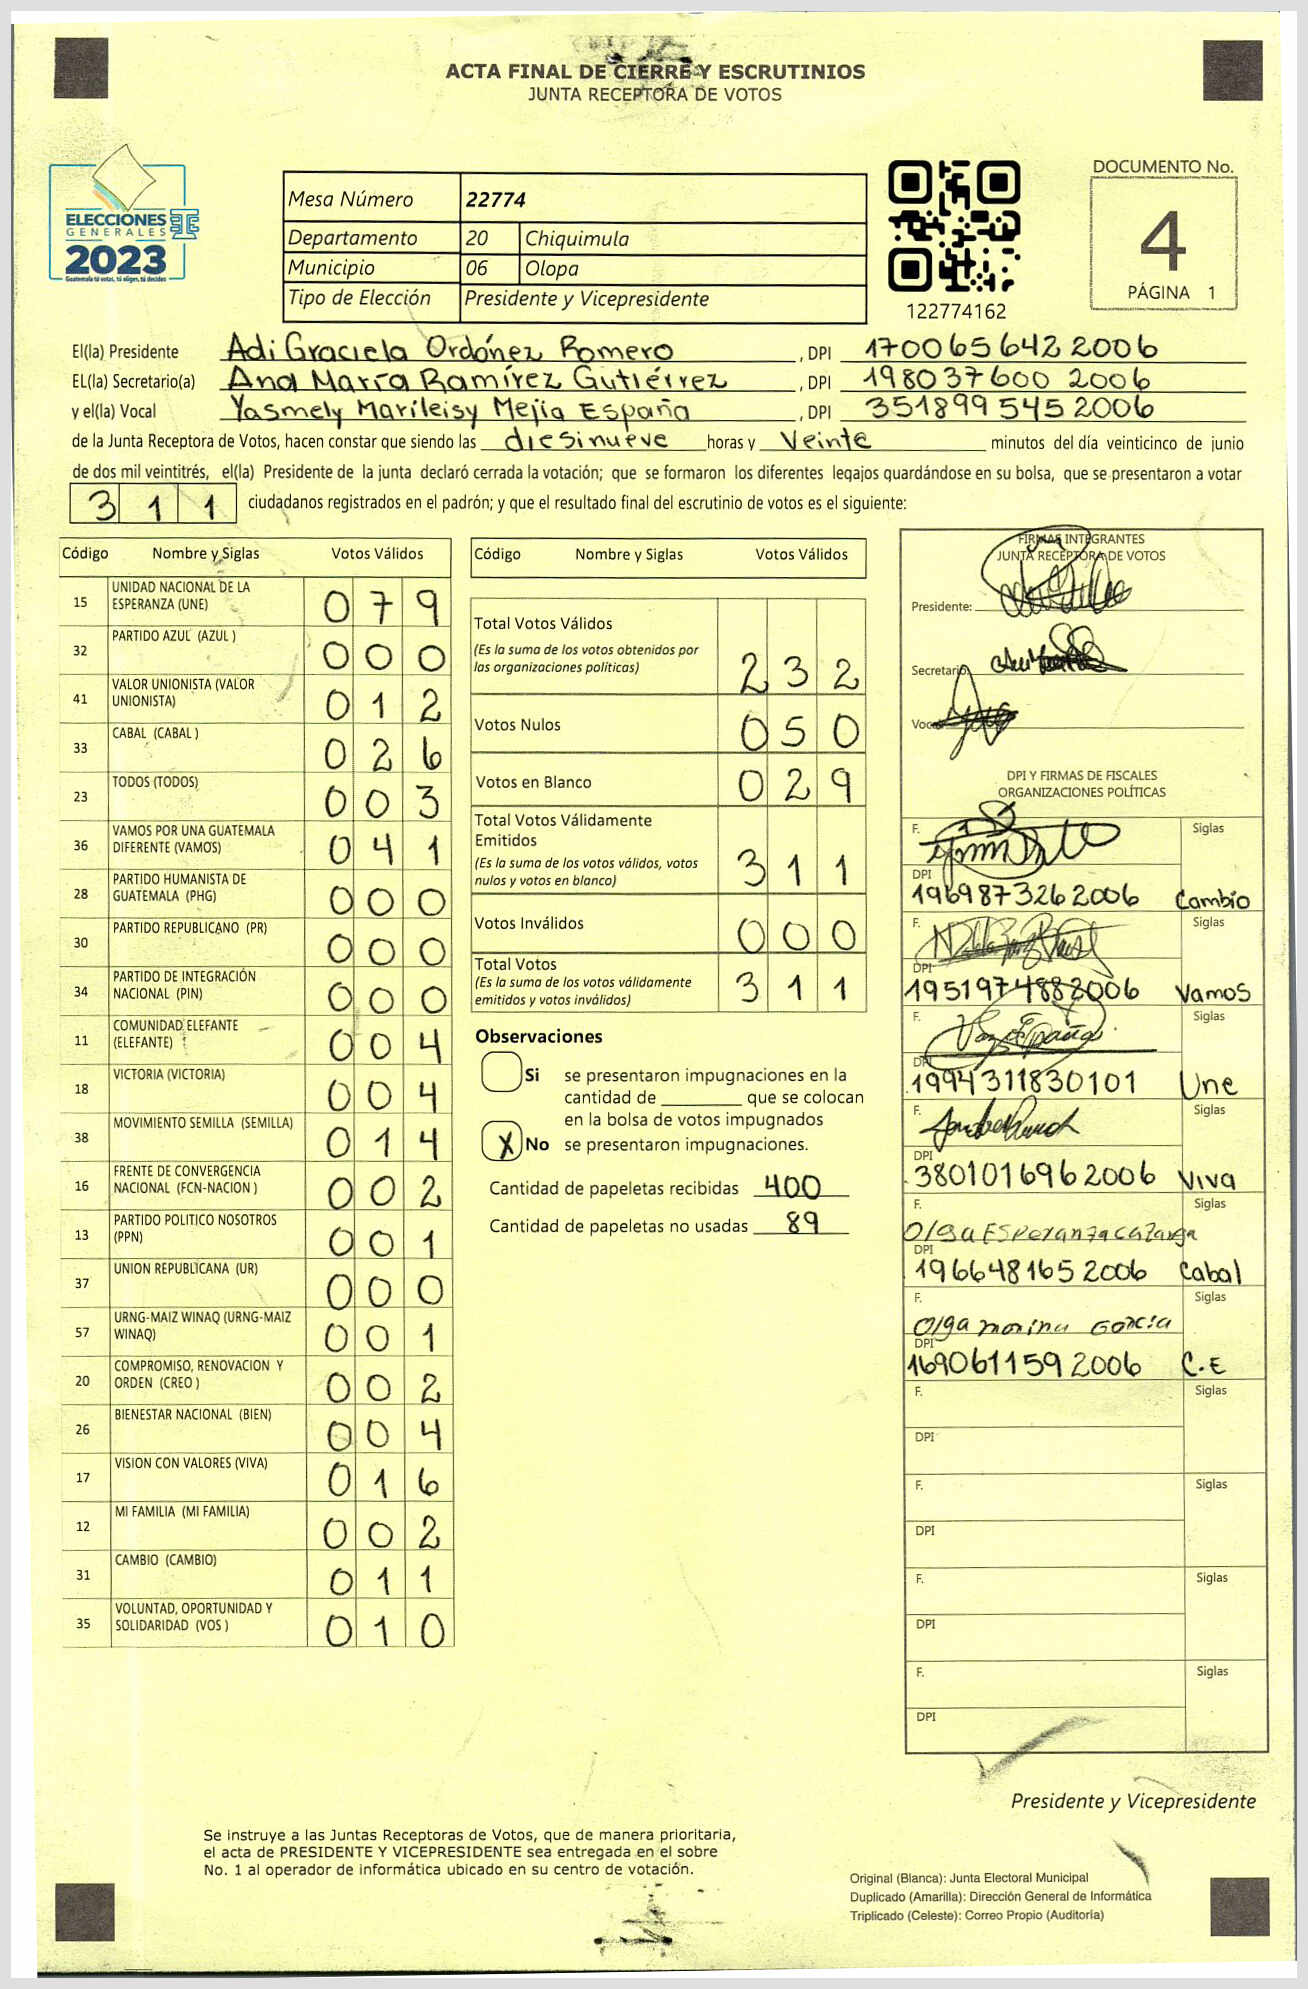 ACTA FINAL DE CIERRE Y ESCRUTINIOS
JUNTA RECEPTORA DE VOTOS
ELECCIONES
GENERALES
2023
Guatemala tú votas, tú eliges, tú decides
Mesa Número 22774
Departamento 20 Chiquimula
Municipio 06 Olopa
Tipo de Elección Presidente y Vicepresidente
122774162
DOCUMENTO No.
4
PÁGINA 1
El(la) Presidente Adi Graciela Ordónez Romero , DPI 170065642 2006
EL(la) Secretario(a) Ana María Ramírez Gutiérrez , DPI 198037600 2006
y el(la) Vocal Yasmely Marileisy Mejia España , DPI 351899545 2006
de la Junta Receptora de Votos, hacen constar que siendo las diesinueve horas y Veinte minutos del día veinticinco de junio
de dos mil veintitrés, el(la) Presidente de la junta declaró cerrada la votación; que se formaron los diferentes legajos guardándose en su bolsa, que se presentaron a votar
3 1 1 ciudadanos registrados en el padrón; y que el resultado final del escrutinio de votos es el siguiente:
Código Nombre y Siglas Votos Válidos
15 UNIDAD NACIONAL DE LA ESPERANZA (UNE) 0 7 9
32 PARTIDO AZUL (AZUL ) 0 0 0
41 VALOR UNIONISTA (VALOR UNIONISTA) 0 1 2
33 CABAL (CABAL ) 0 2 6
23 TODOS (TODOS) 0 0 3
36 VAMOS POR UNA GUATEMALA DIFERENTE (VAMOS) 0 4 1
28 PARTIDO HUMANISTA DE GUATEMALA (PHG) 0 0 0
30 PARTIDO REPUBLICANO (PR) 0 0 0
34 PARTIDO DE INTEGRACIÓN NACIONAL (PIN) 0 0 0
11 COMUNIDAD ELEFANTE (ELEFANTE) 0 0 4
18 VICTORIA (VICTORIA) 0 0 4
38 MOVIMIENTO SEMILLA (SEMILLA) 0 1 4
16 FRENTE DE CONVERGENCIA NACIONAL (FCN-NACION ) 0 0 2
13 PARTIDO POLITICO NOSOTROS (PPN) 0 0 1
37 UNION REPUBLICANA (UR) 0 0 0
57 URNG-MAIZ WINAQ (URNG-MAIZ WINAQ) 0 0 1
20 COMPROMISO, RENOVACION Y ORDEN (CREO ) 0 0 2
26 BIENESTAR NACIONAL (BIEN) 0 0 4
17 VISION CON VALORES (VIVA) 0 1 6
12 MI FAMILIA (MI FAMILIA) 0 0 2
31 CAMBIO (CAMBIO) 0 1 1
35 VOLUNTAD, OPORTUNIDAD Y SOLIDARIDAD (VOS ) 0 1 0
Código Nombre y Siglas Votos Válidos
Total Votos Válidos
(Es la suma de los votos obtenidos por
las organizaciones políticas) 2 3 2
Votos Nulos 0 5 0
Votos en Blanco 0 2 9
Total Votos Válidamente
Emitidos
(Es la suma de los votos válidos, votos
nulos y votos en blanco) 3 1 1
Votos Inválidos 0 0 0
Total Votos
(Es la suma de los votos válidamente
emitidos y votos inválidos) 3 1 1
Observaciones
Si se presentaron impugnaciones en la
cantidad de ________ que se colocan
en la bolsa de votos impugnados
X No se presentaron impugnaciones.
Cantidad de papeletas recibidas 400
Cantidad de papeletas no usadas 89
FIRMAS INTEGRANTES
JUNTA RECEPTORA DE VOTOS
Presidente:
Secretario
Vocal
DPI Y FIRMAS DE FISCALES
ORGANIZACIONES POLÍTICAS
F. Siglas
DPI
1969873262006 Cambio
F. Siglas
DPI
1951974882006 Vamos
F. Siglas
DPI
1994311830101 Une
F. Siglas
DPI
3801016962006 Viva
F. Siglas
Olga Esperanza
DPI
1966481652006 Cabal
F. Siglas
Olga marina García
DPI
1690611592006 C.E
F. Siglas
DPI
F. Siglas
DPI
F. Siglas
DPI
F. Siglas
DPI
Presidente y Vicepresidente
Se instruye a las Juntas Receptoras de Votos, que de manera prioritaria,
el acta de PRESIDENTE Y VICEPRESIDENTE sea entregada en el sobre
No. 1 al operador de informática ubicado en su centro de votación.
Original (Blanca): Junta Electoral Municipal
Duplicado (Amarilla): Dirección General de Informática
Triplicado (Celeste): Correo Propio (Auditoría)